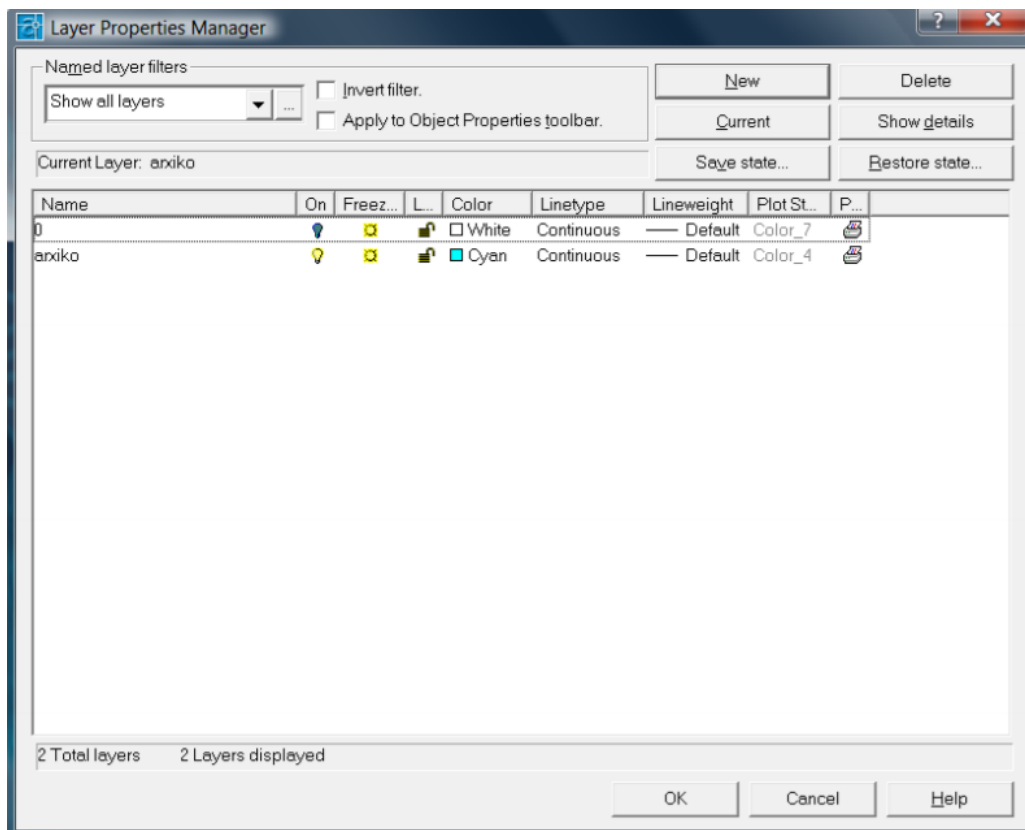 Layer Properties Manager
Named layer filters
Show all layers
...
Invert filter.
Apply to Object Properties toolbar.
New
Delete
Current
Show details
Current Layer: arxiko
Save state...
Restore state...
Name On Freez... L... Color Linetype Lineweight Plot St... P...
0 White Continuous Default Color_7
arxiko Cyan Continuous Default Color_4
2 Total layers 2 Layers displayed
OK Cancel Help